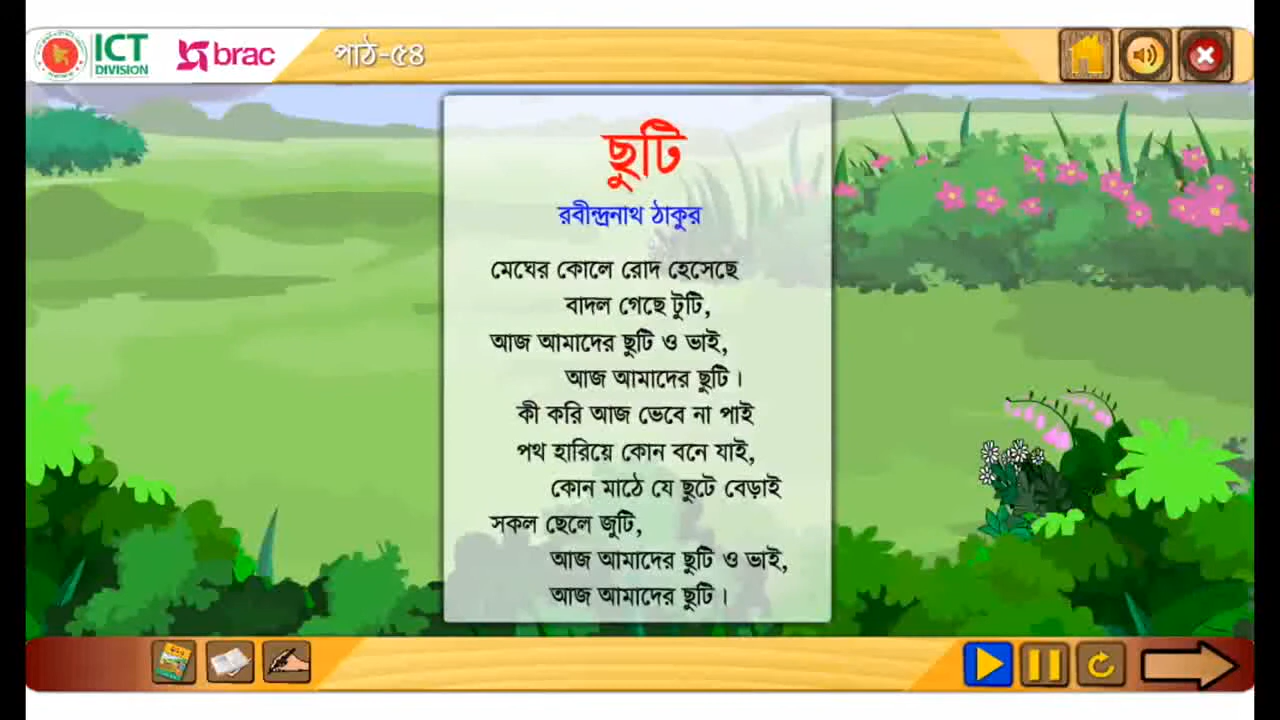 ICT
DIVISION
brac
পাঠ-৫৪
ছুটি
রবীন্দ্রনাথ ঠাকুর
মেঘের কোলে রোদ হেসেছে
বাদল গেছে টুটি,
আজ আমাদের ছুটি ও ভাই,
আজ আমাদের ছুটি।
কী করি আজ ভেবে না পাই
পথ হারিয়ে কোন বনে যাই,
কোন মাঠে যে ছুটে বেড়াই
সকল ছেলে জুটি,
আজ আমাদের ছুটি ও ভাই,
আজ আমাদের ছুটি।